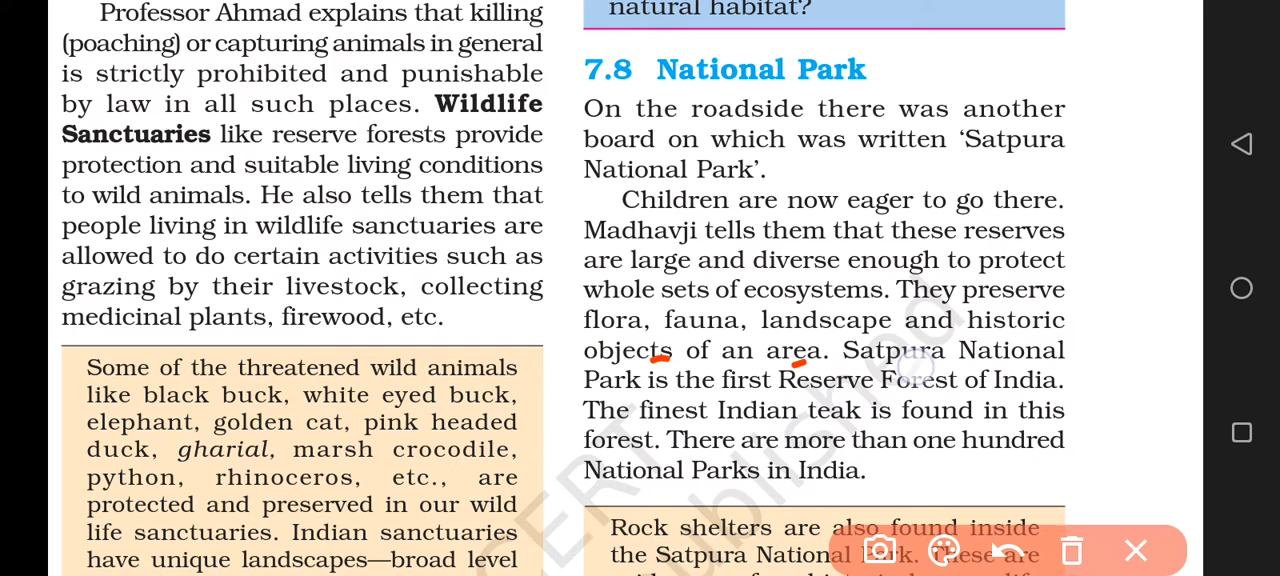 Professor Ahmad explains that killing
(poaching) or capturing animals in general
is strictly prohibited and punishable
by law in all such places. Wildlife
Sanctuaries like reserve forests provide
protection and suitable living conditions
to wild animals. He also tells them that
people living in wildlife sanctuaries are
allowed to do certain activities such as
grazing by their livestock, collecting
medicinal plants, firewood, etc.
Some of the threatened wild animals
like black buck, white eyed buck,
elephant, golden cat, pink headed
duck, gharial, marsh crocodile,
python, rhinoceros, etc., are
protected and preserved in our wild
life sanctuaries. Indian sanctuaries
have unique landscapes—broad level
natural habitat?
7.8 National Park
On the roadside there was another
board on which was written ‘Satpura
National Park’.
Children are now eager to go there.
Madhavji tells them that these reserves
are large and diverse enough to protect
whole sets of ecosystems. They preserve
flora, fauna, landscape and historic
objects of an area. Satpura National
Park is the first Reserve Forest of India.
The finest Indian teak is found in this
forest. There are more than one hundred
National Parks in India.
Rock shelters are also found inside
the Satpura National Park. These are